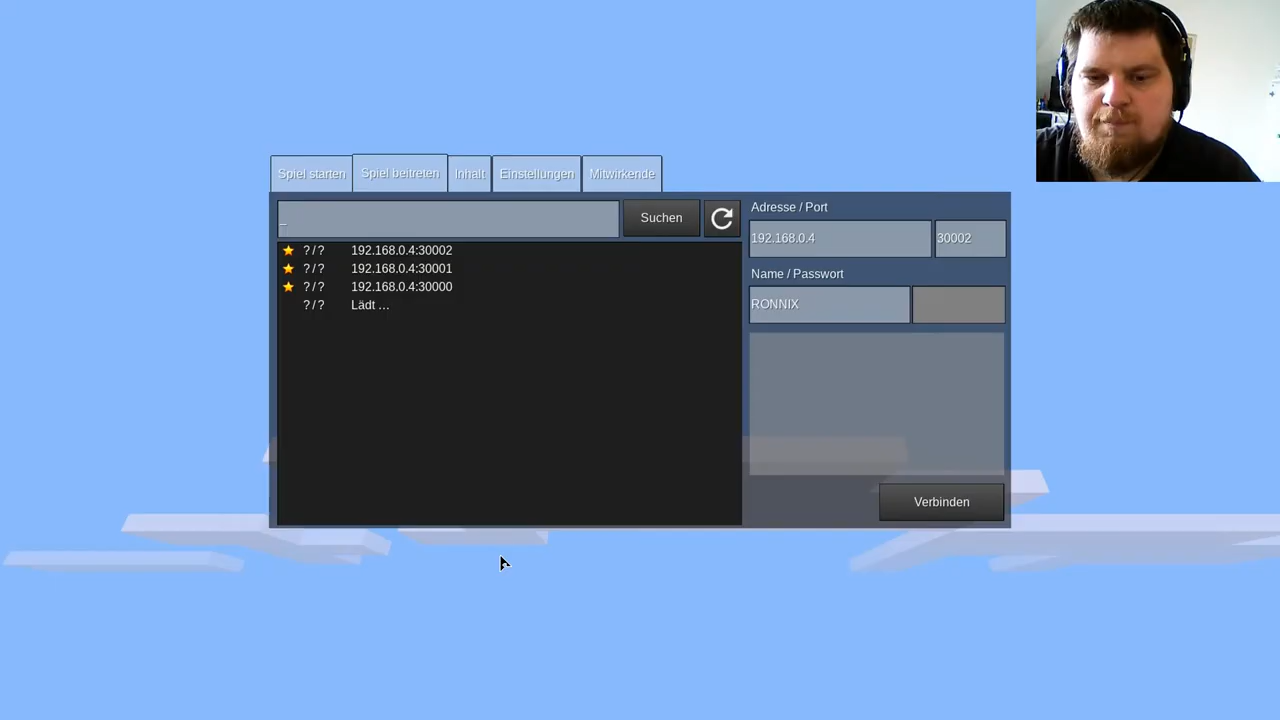 Spiel starten
Spiel beitreten
Inhalt
Einstellungen
Mitwirkende
_
Suchen
Adresse / Port
192.168.0.4
30002
? / ? 192.168.0.4:30002
? / ? 192.168.0.4:30001
? / ? 192.168.0.4:30000
? / ? Lädt …
Name / Passwort
RONNIX
Verbinden